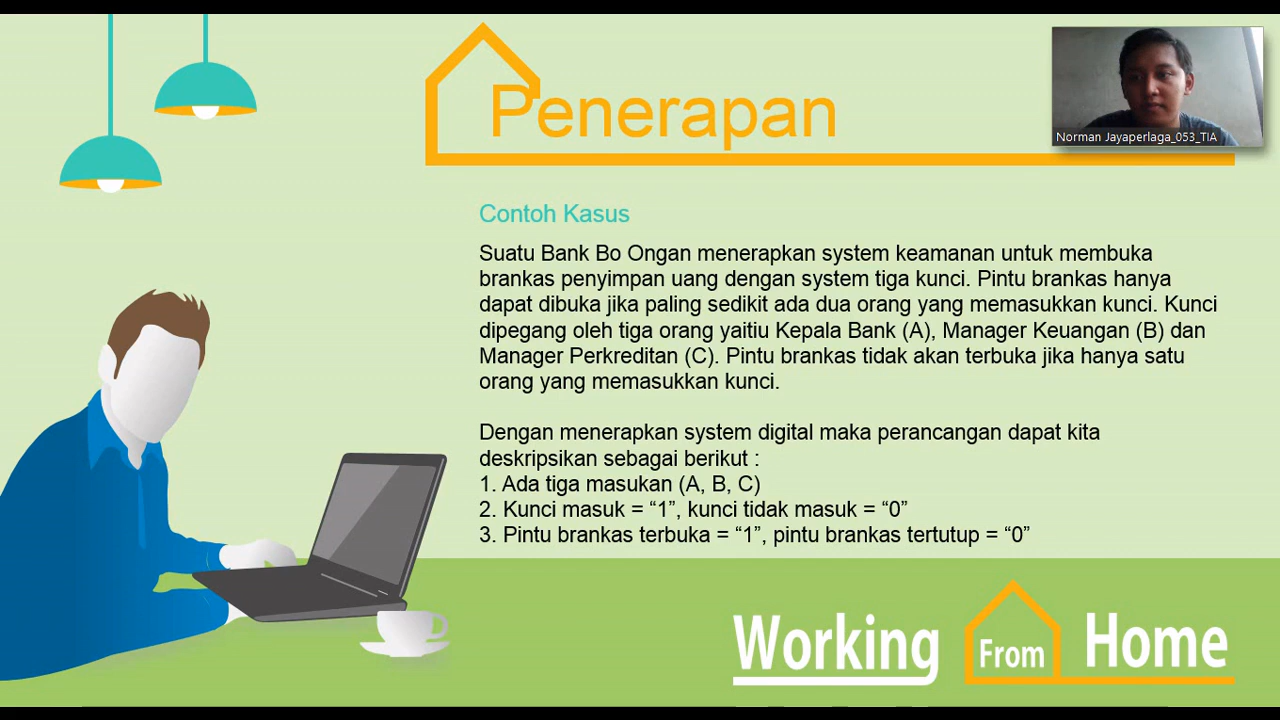 Penerapan
Norman Jayaperlaga_053_TIA
Contoh Kasus
Suatu Bank Bo Ongan menerapkan system keamanan untuk membuka
brankas penyimpan uang dengan system tiga kunci. Pintu brankas hanya
dapat dibuka jika paling sedikit ada dua orang yang memasukkan kunci. Kunci
dipegang oleh tiga orang yaitiu Kepala Bank (A), Manager Keuangan (B) dan
Manager Perkreditan (C). Pintu brankas tidak akan terbuka jika hanya satu
orang yang memasukkan kunci.
Dengan menerapkan system digital maka perancangan dapat kita
deskripsikan sebagai berikut :
1. Ada tiga masukan (A, B, C)
2. Kunci masuk = “1”, kunci tidak masuk = “0”
3. Pintu brankas terbuka = “1”, pintu brankas tertutup = “0”
Working From Home